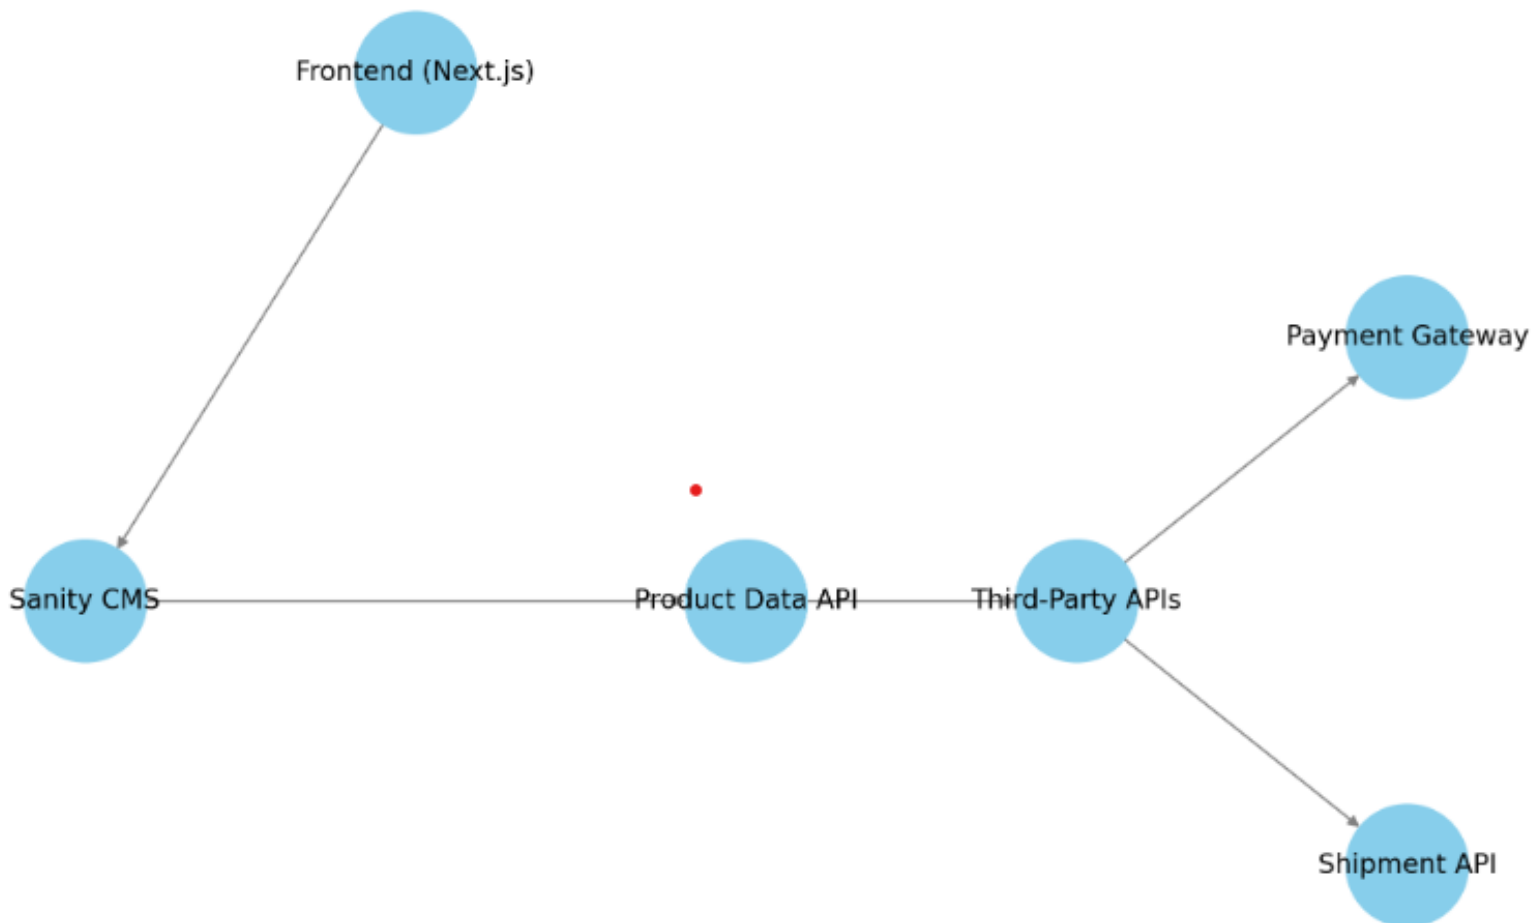 Frontend (Next.js)
Payment Gateway
Sanity CMS
Product Data API
Third-Party APIs
Shipment API